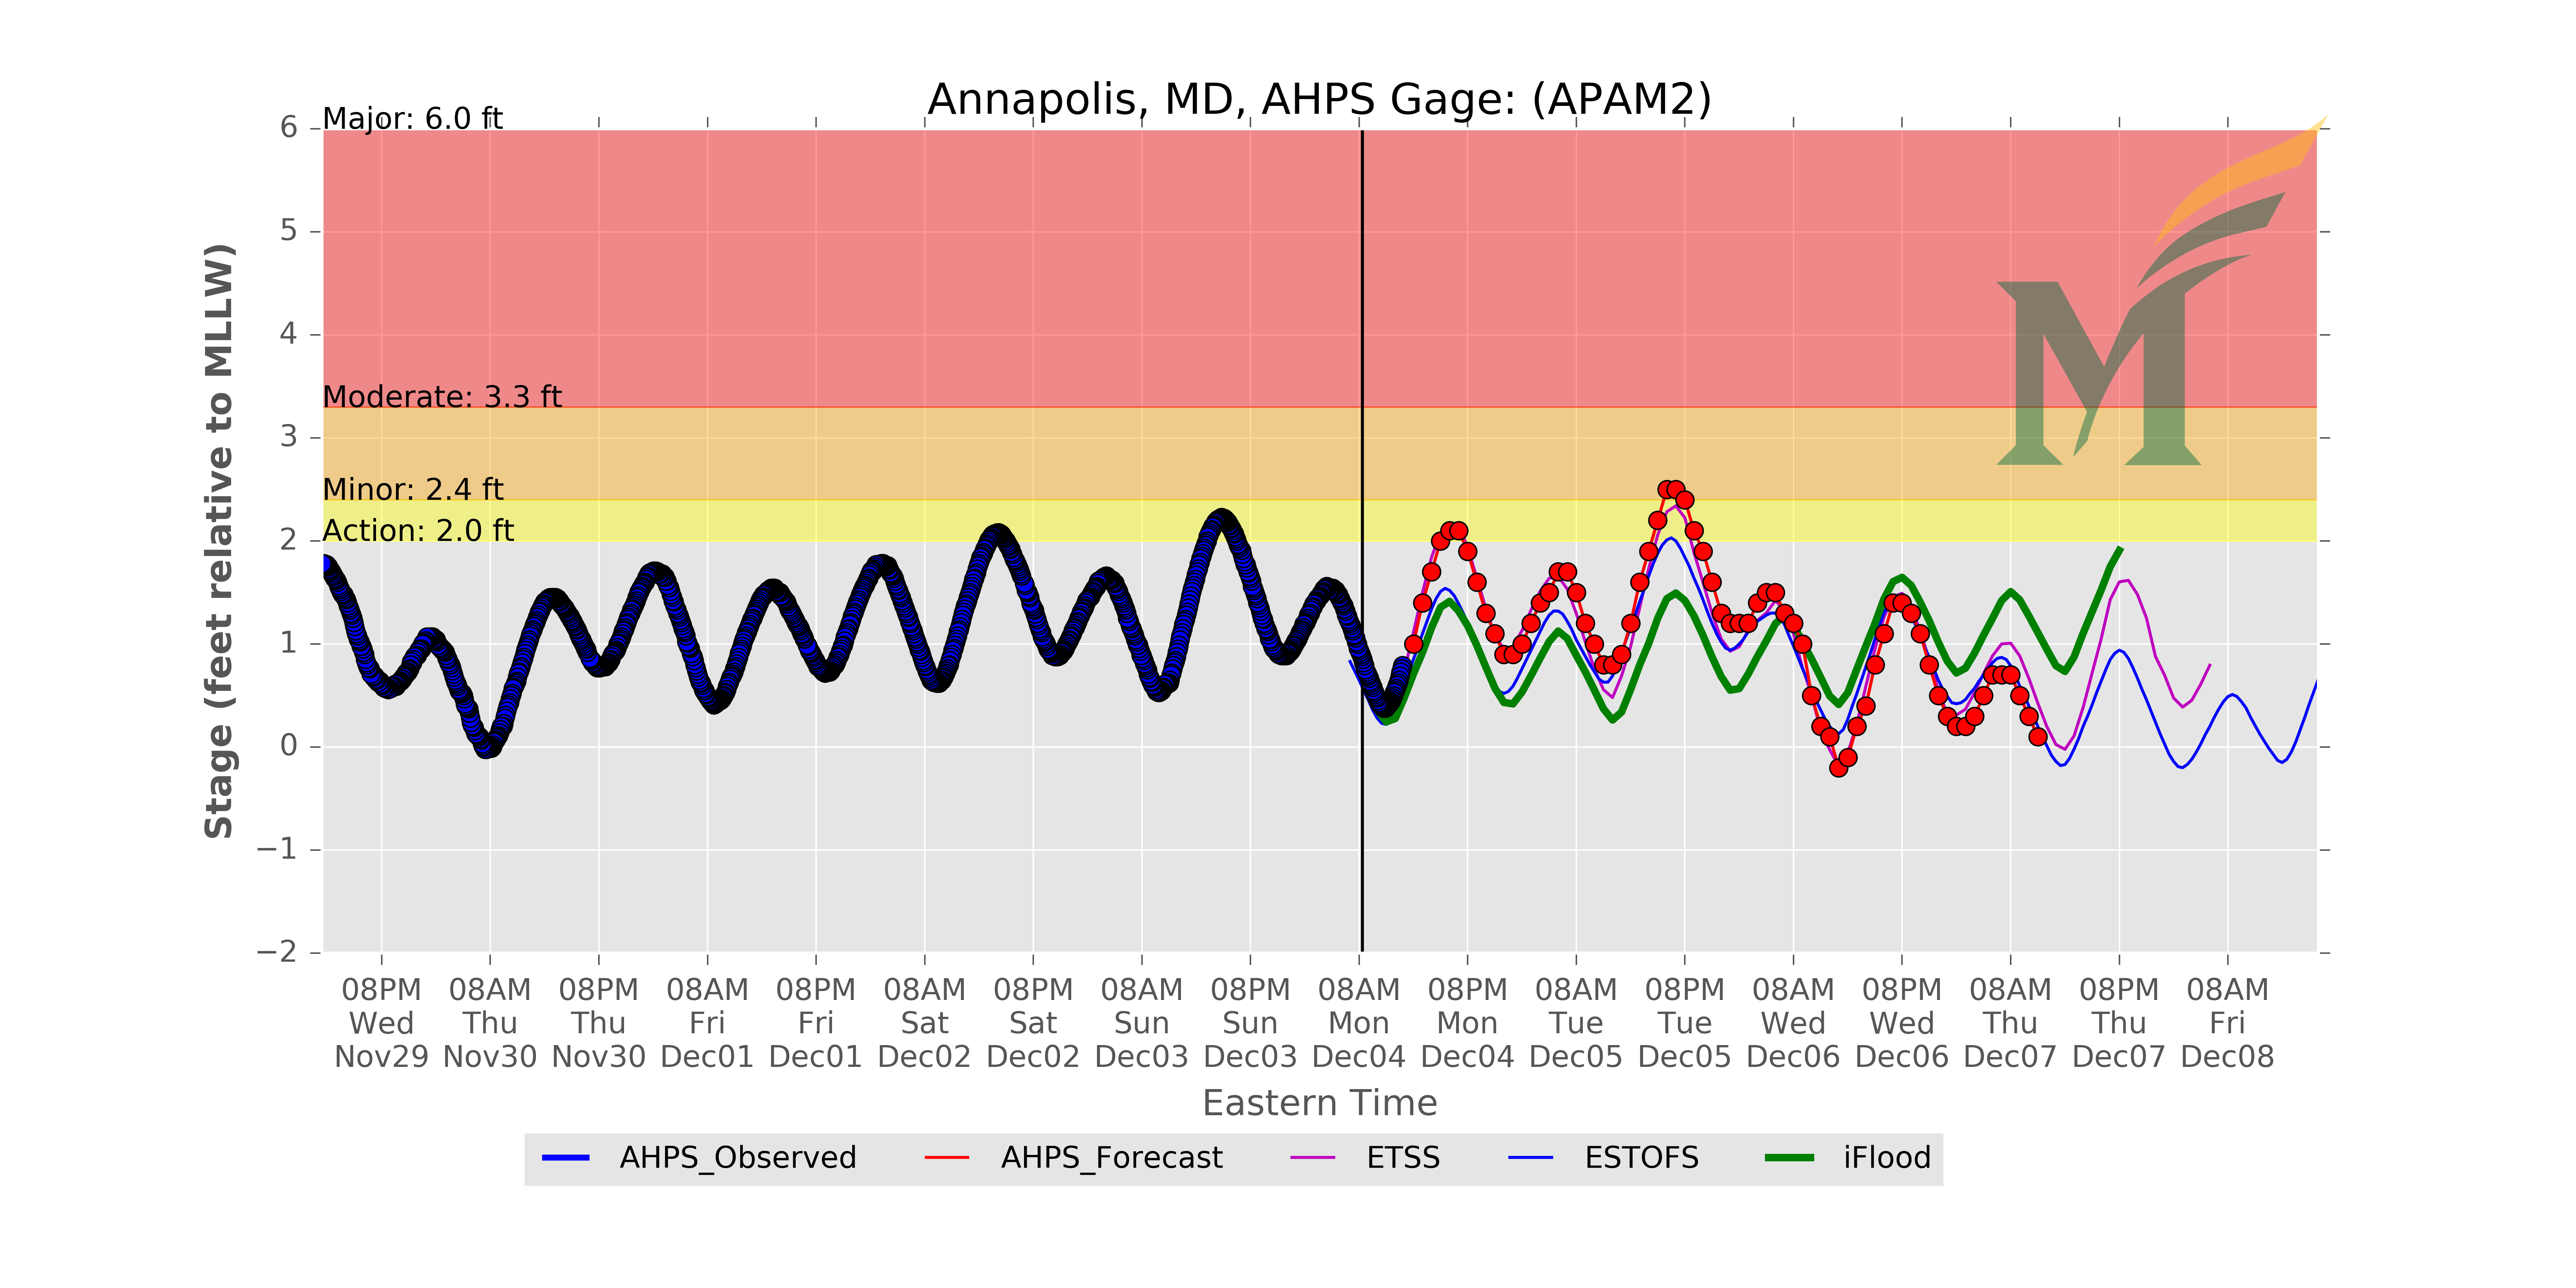 Annapolis, MD, AHPS Gage: (APAM2)
Major: 6.0 ft
Moderate: 3.3 ft
Minor: 2.4 ft
Action: 2.0 ft
Stage (feet relative to MLLW)
6
5
4
3
2
1
0
−1
−2
08PM 08AM 08PM 08AM 08PM 08AM 08PM 08AM 08PM 08AM 08PM 08AM 08PM 08AM 08PM 08AM 08PM 08AM
Wed Thu Thu Fri Fri Sat Sat Sun Sun Mon Mon Tue Tue Wed Wed Thu Thu Fri
Nov29 Nov30 Nov30 Dec01 Dec01 Dec02 Dec02 Dec03 Dec03 Dec04 Dec04 Dec05 Dec05 Dec06 Dec06 Dec07 Dec07 Dec08
Eastern Time
AHPS_Observed AHPS_Forecast ETSS ESTOFS iFlood